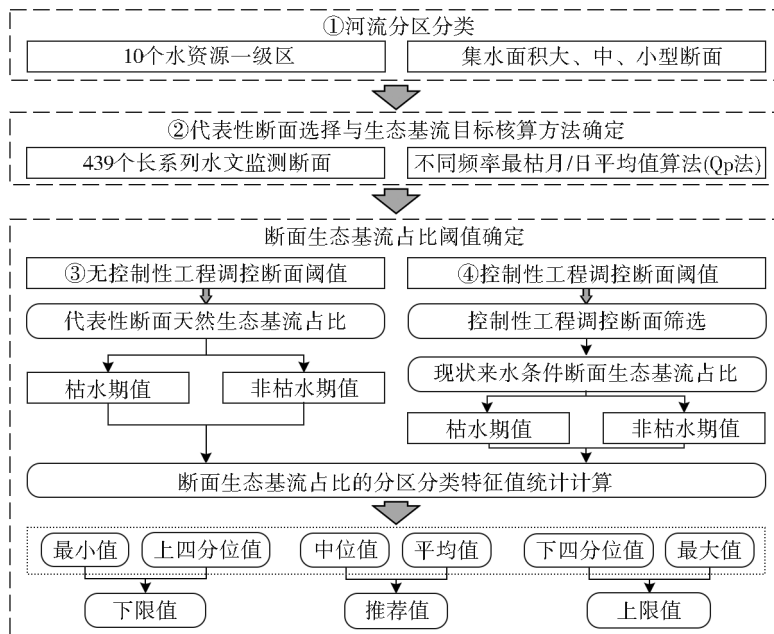 ①河流分区分类
10个水资源一级区
集水面积大、中、小型断面
②代表性断面选择与生态基流目标核算方法确定
439个长系列水文监测断面
不同频率最枯月/日平均值算法(Qp法)
断面生态基流占比阈值确定
③无控制性工程调控断面阈值
④控制性工程调控断面阈值
代表性断面天然生态基流占比
控制性工程调控断面筛选
现状来水条件断面生态基流占比
枯水期值
非枯水期值
枯水期值
非枯水期值
断面生态基流占比的分区分类特征值统计计算
最小值
上四分位值
中位值
平均值
下四分位值
最大值
下限值
推荐值
上限值